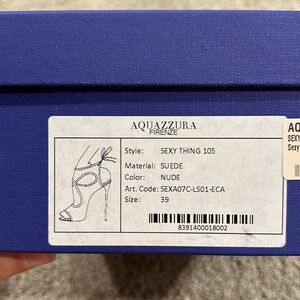 AQUAZZURA
FIRENZE
Style: SEXY THING 105
Material: SUEDE
Color: NUDE
Art. Code: SEXA07C-LS01-ECA
Size: 39
8391400018002
AQ
SEXY
Sexy